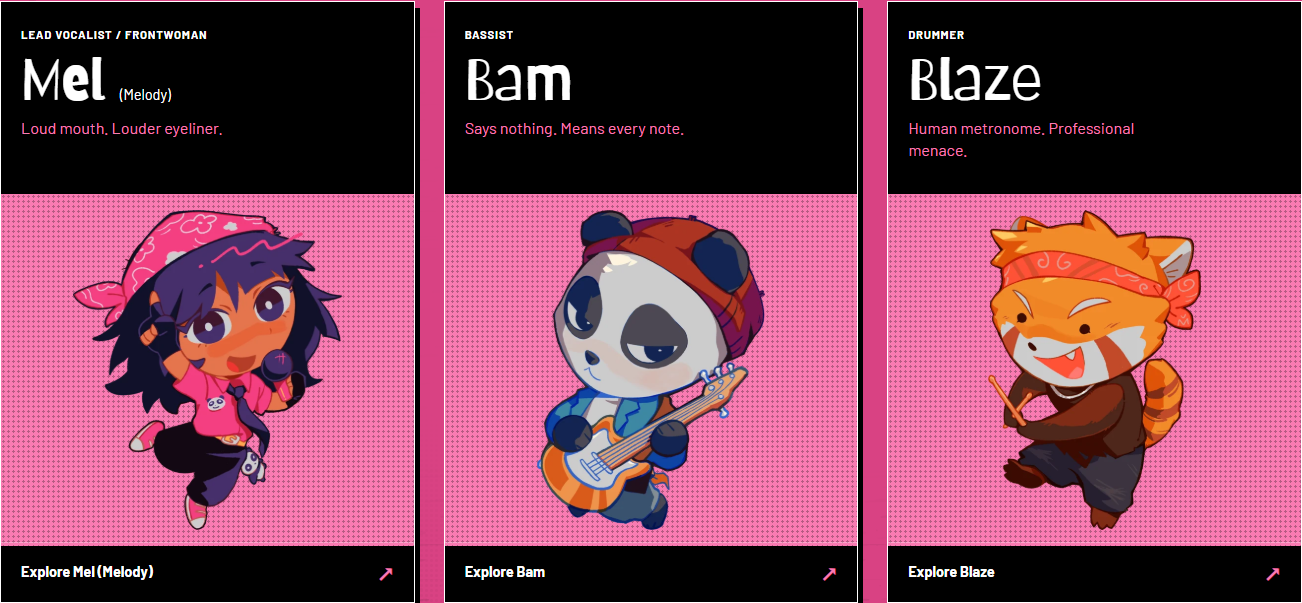 LEAD VOCALIST / FRONTWOMAN
Mel (Melody)
Loud mouth. Louder eyeliner.
Explore Mel (Melody)
BASSIST
Bam
Says nothing. Means every note.
Explore Bam
DRUMMER
Blaze
Human metronome. Professional
menace.
Explore Blaze